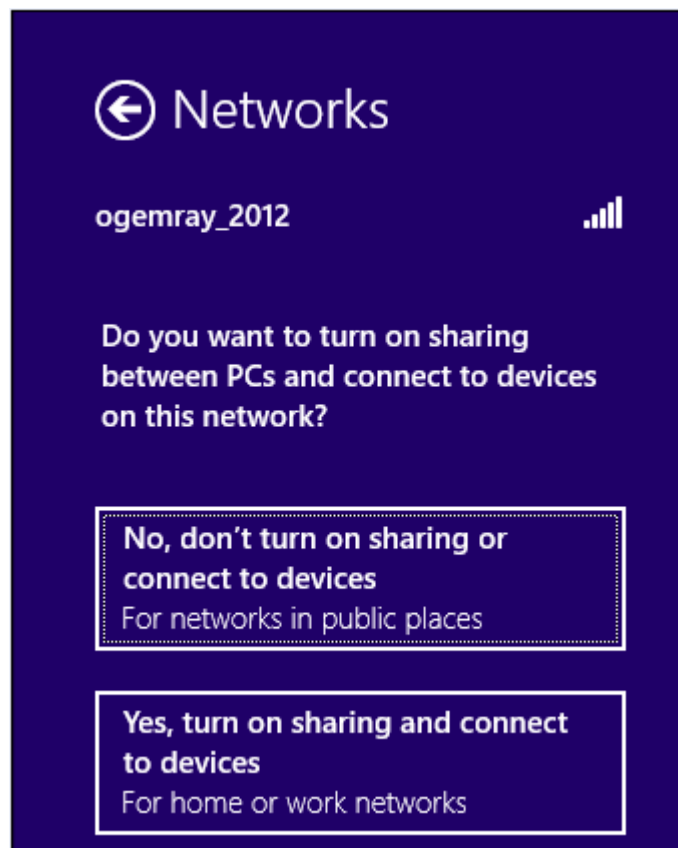 Networks
ogemray_2012
Do you want to turn on sharing
between PCs and connect to devices
on this network?
No, don’t turn on sharing or
connect to devices
For networks in public places
Yes, turn on sharing and connect
to devices
For home or work networks